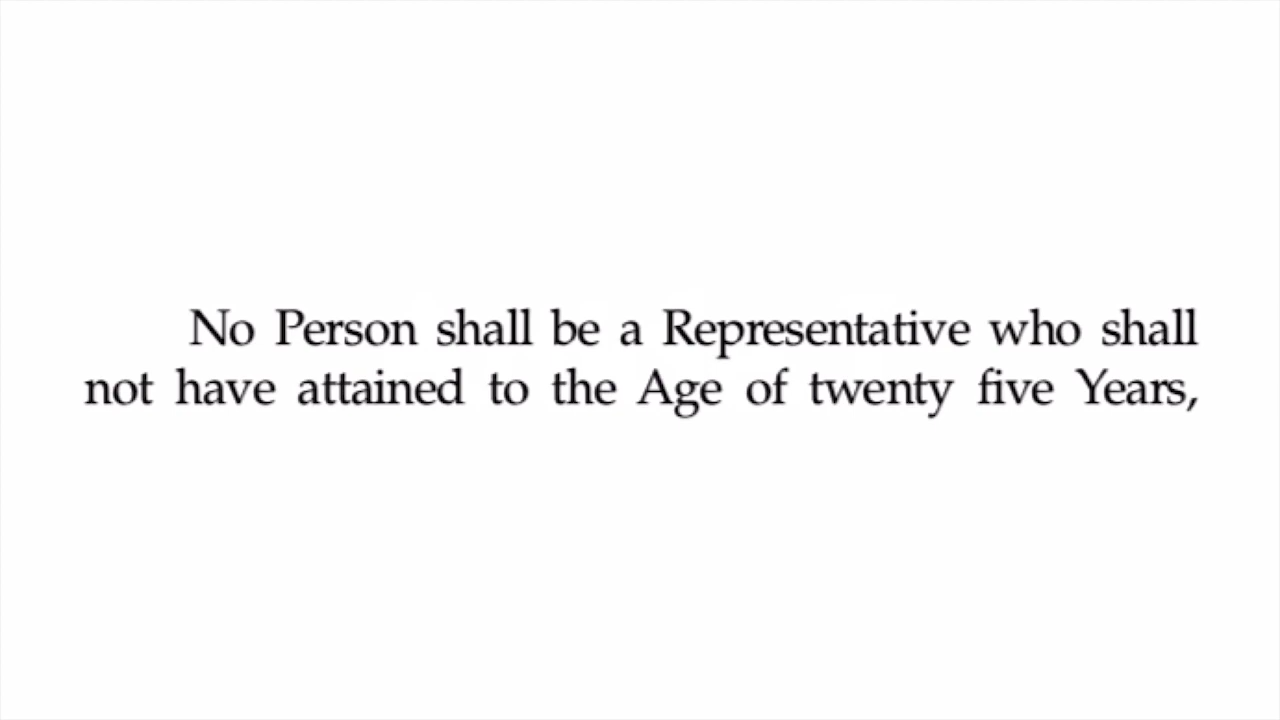 No Person shall be a Representative who shall
not have attained to the Age of twenty five Years,